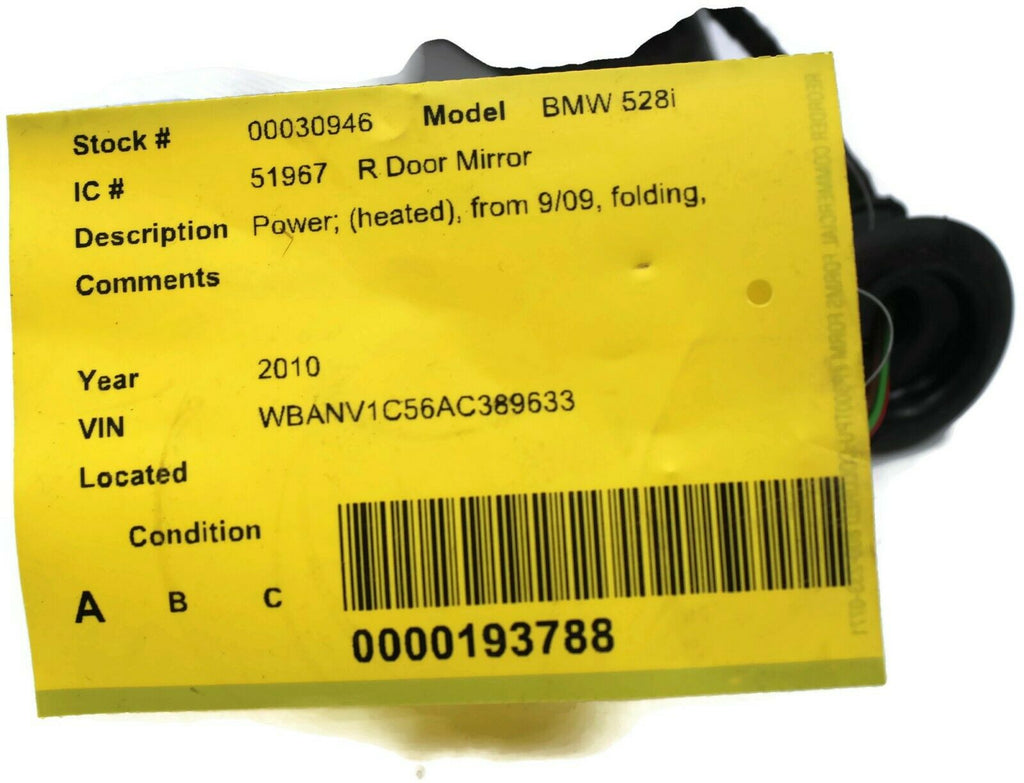 Stock # 00030946 Model BMW 528i
IC # 51967 R Door Mirror
Description Power; (heated), from 9/09, folding,
Comments
Year 2010
VIN WBANV1C56AC389633
Located
Condition
A B C
0000193788